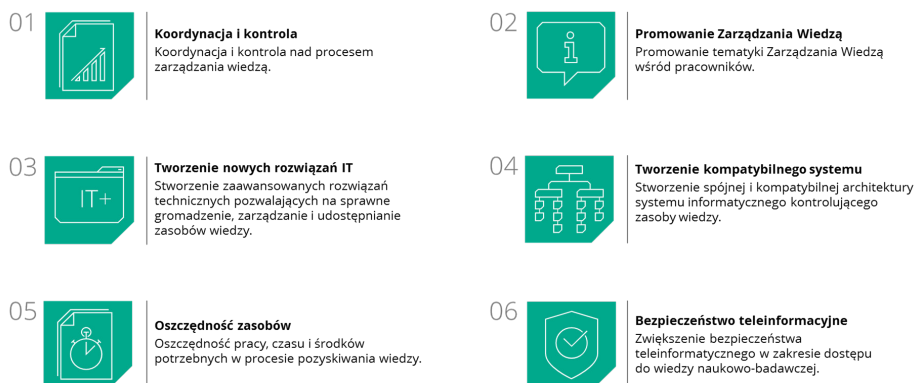 01
Koordynacja i kontrola
Koordynacja i kontrola nad procesem
zarządzania wiedzą.
02
Promowanie Zarządzania Wiedzą
Promowanie tematyki Zarządzania Wiedzą
wśród pracowników.
03
IT+
Tworzenie nowych rozwiązań IT
Stworzenie zaawansowanych rozwiązań
technicznych pozwalających na sprawne
gromadzenie, zarządzanie i udostępnianie
zasobów wiedzy.
04
Tworzenie kompatybilnego systemu
Stworzenie spójnej i kompatybilnej architektury
systemu informatycznego kontrolującego
zasoby wiedzy.
05
Oszczędność zasobów
Oszczędność pracy, czasu i środków
potrzebnych w procesie pozyskiwania wiedzy.
06
Bezpieczeństwo teleinformacyjne
Zwiększenie bezpieczeństwa
teleinformatycznego w zakresie dostępu
do wiedzy naukowo-badawczej.